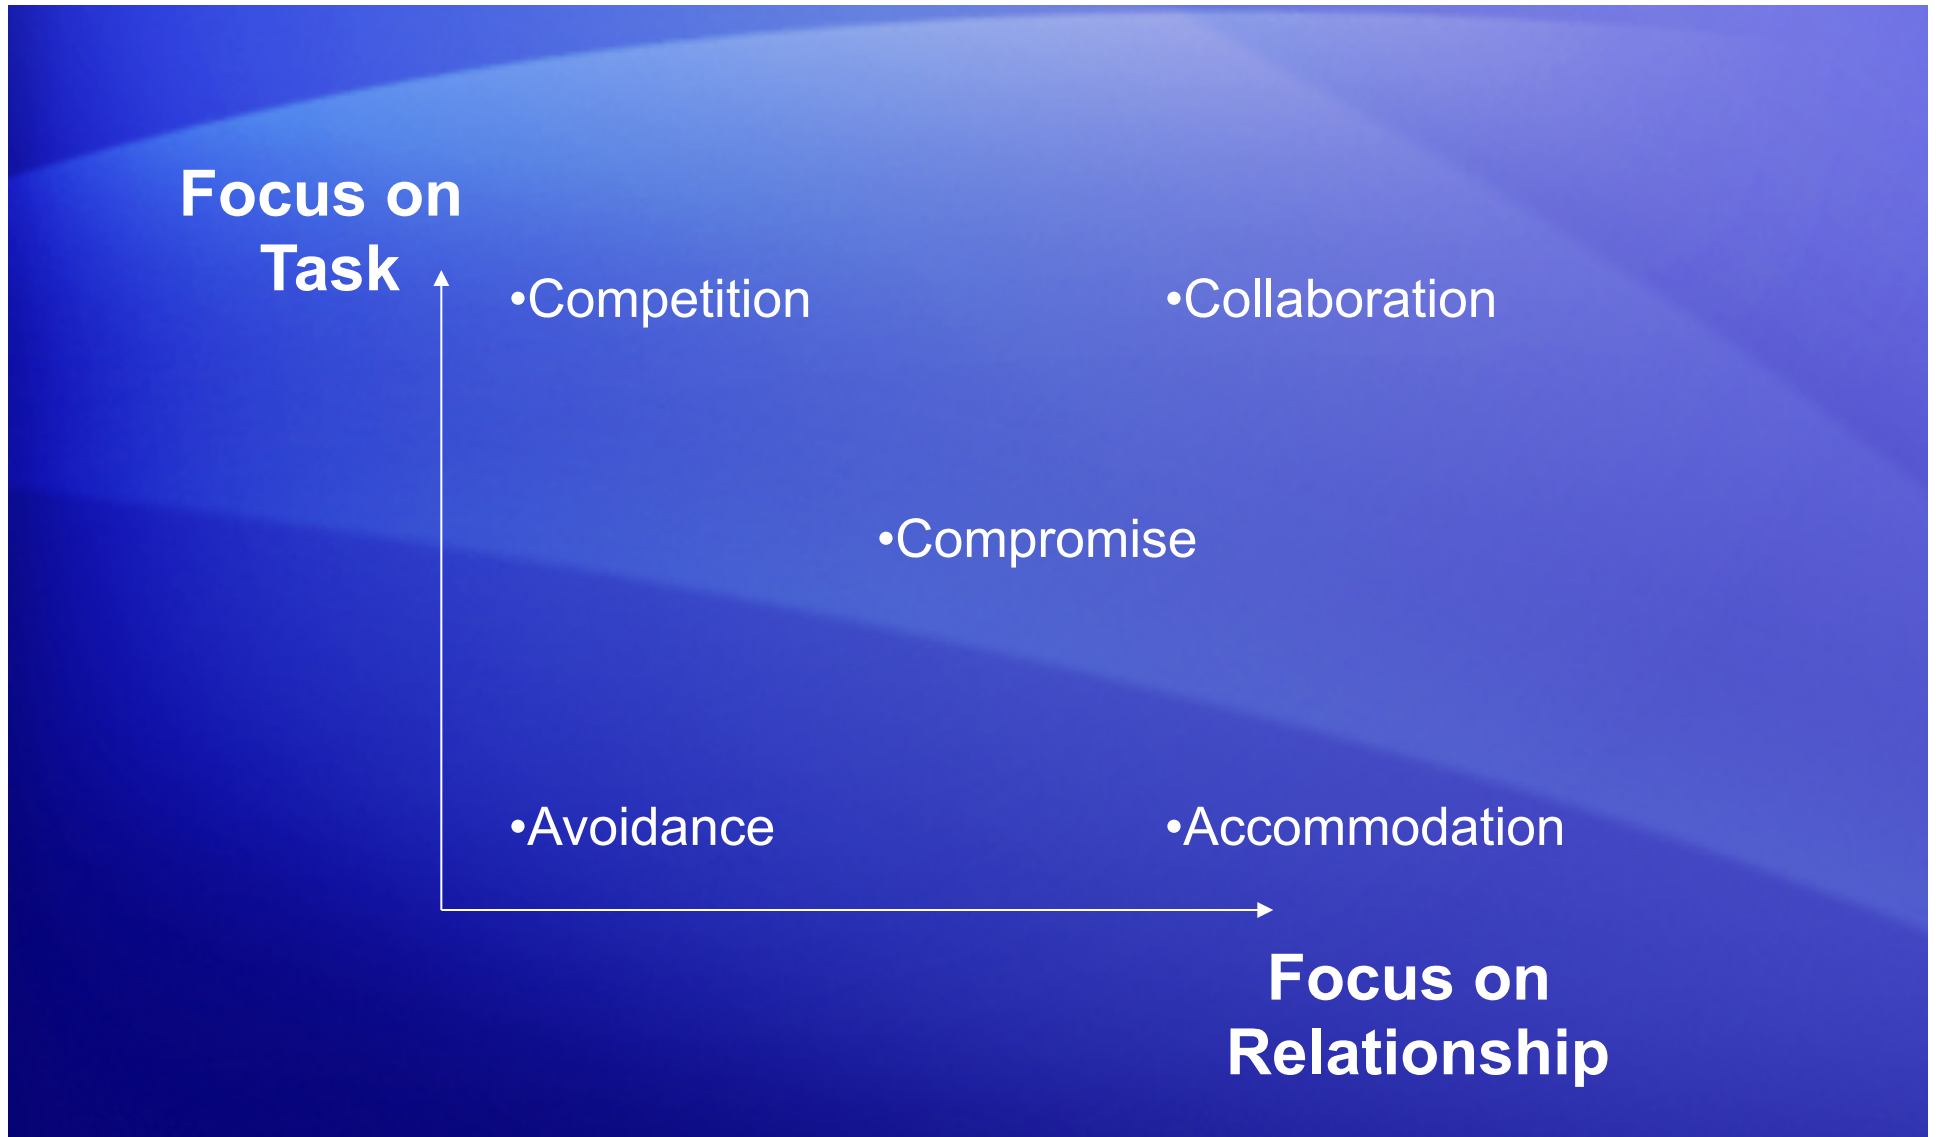 Focus on
Task
•Competition
•Collaboration
•Compromise
•Avoidance
•Accommodation
Focus on
Relationship